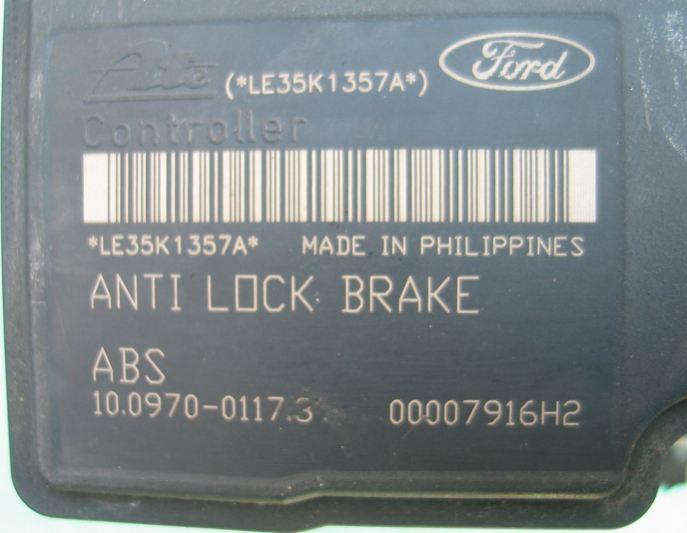 Ate (*LE35K1357A*) Ford
Controller
*LE35K1357A* MADE IN PHILIPPINES
ANTI LOCK BRAKE
ABS
10.0970-0117.3 00007916H2